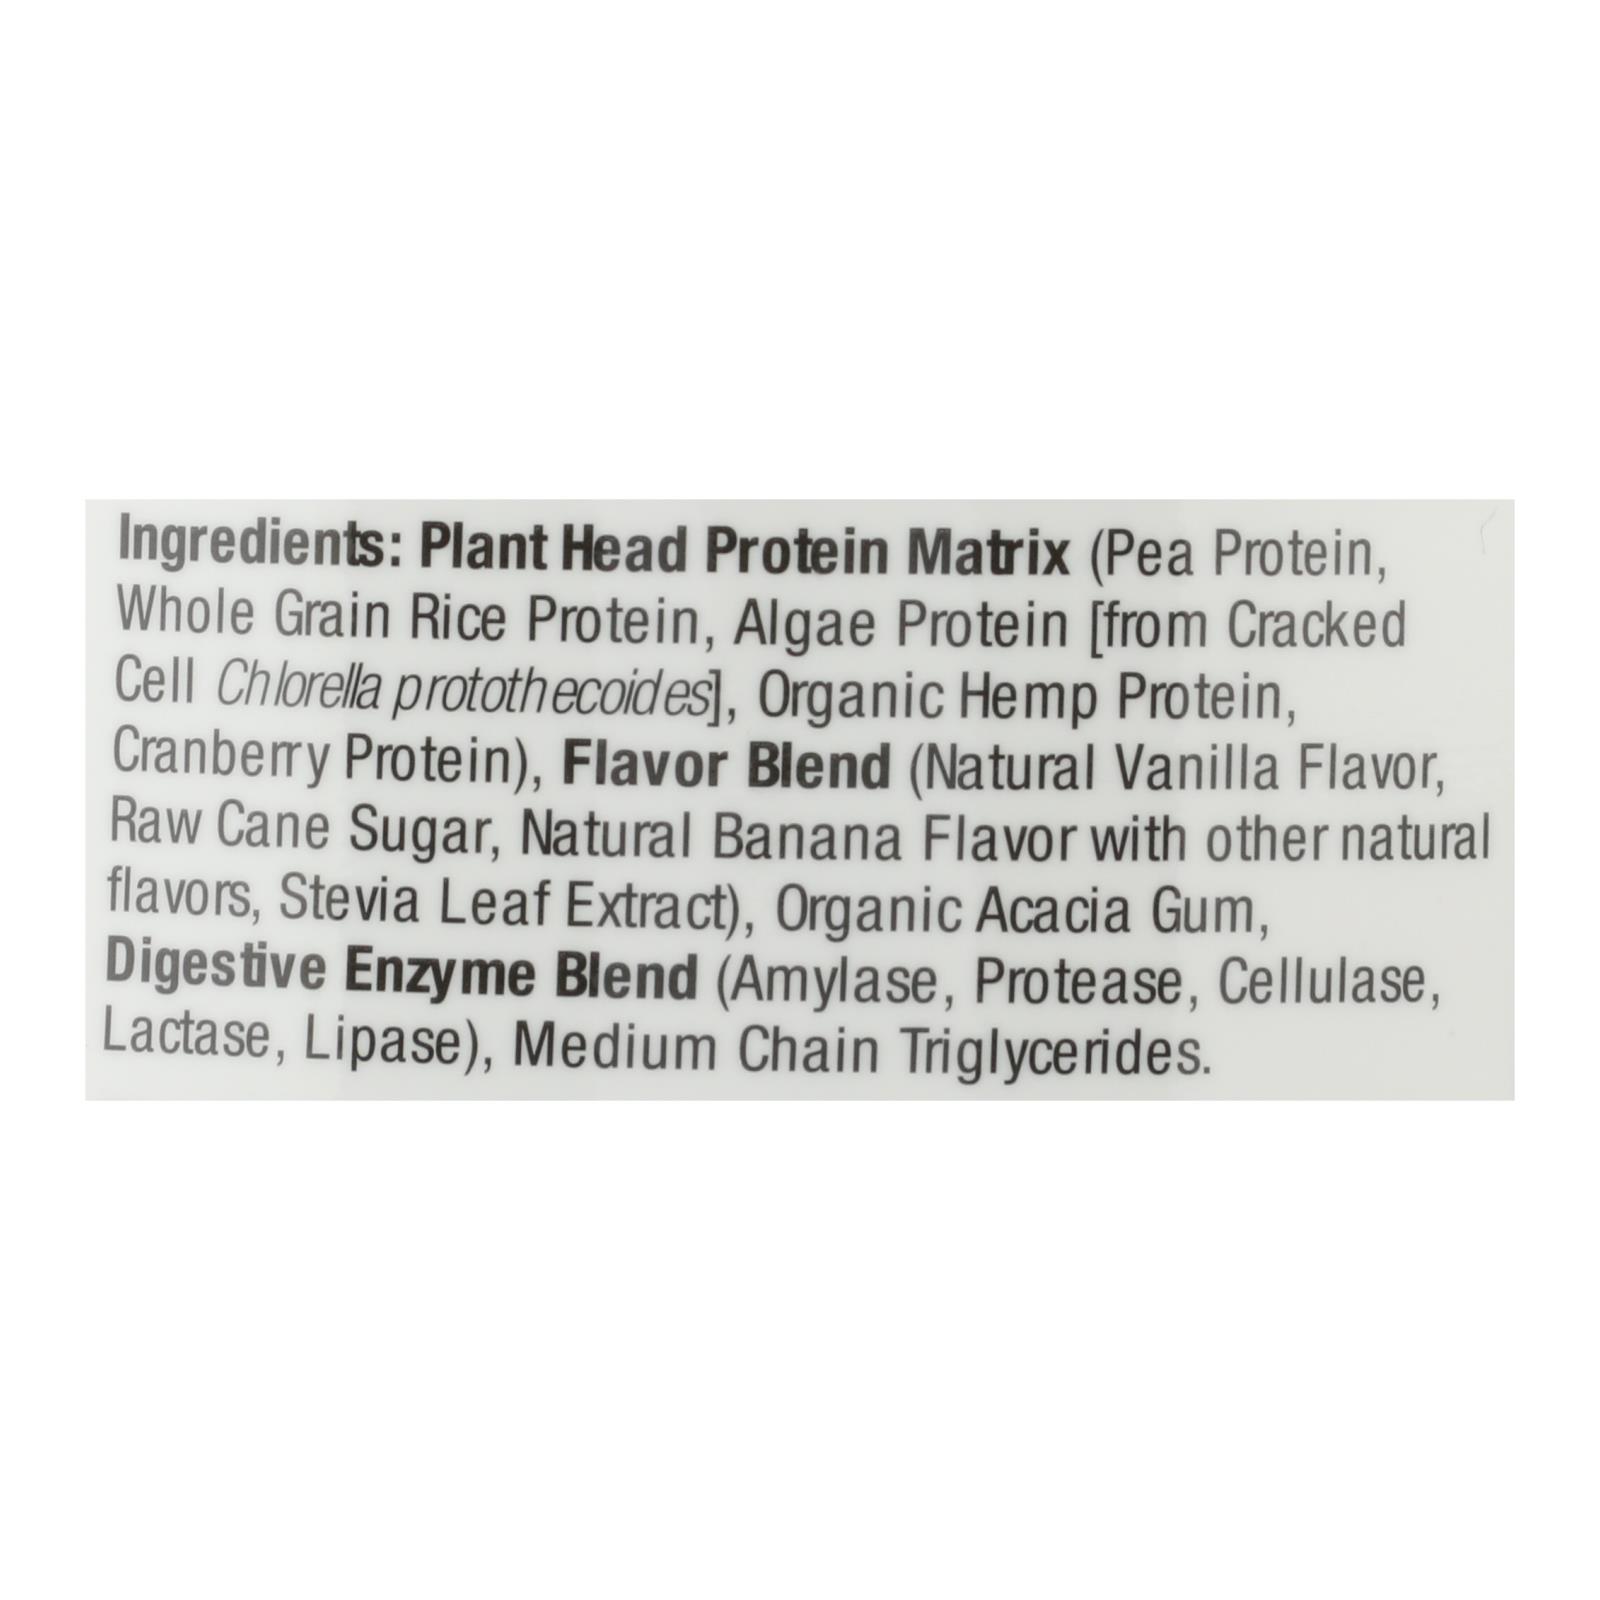 Ingredients: Plant Head Protein Matrix (Pea Protein,
Whole Grain Rice Protein, Algae Protein [from Cracked
Cell Chlorella protothecoides], Organic Hemp Protein,
Cranberry Protein), Flavor Blend (Natural Vanilla Flavor,
Raw Cane Sugar, Natural Banana Flavor with other natural
flavors, Stevia Leaf Extract), Organic Acacia Gum,
Digestive Enzyme Blend (Amylase, Protease, Cellulase,
Lactase, Lipase), Medium Chain Triglycerides.